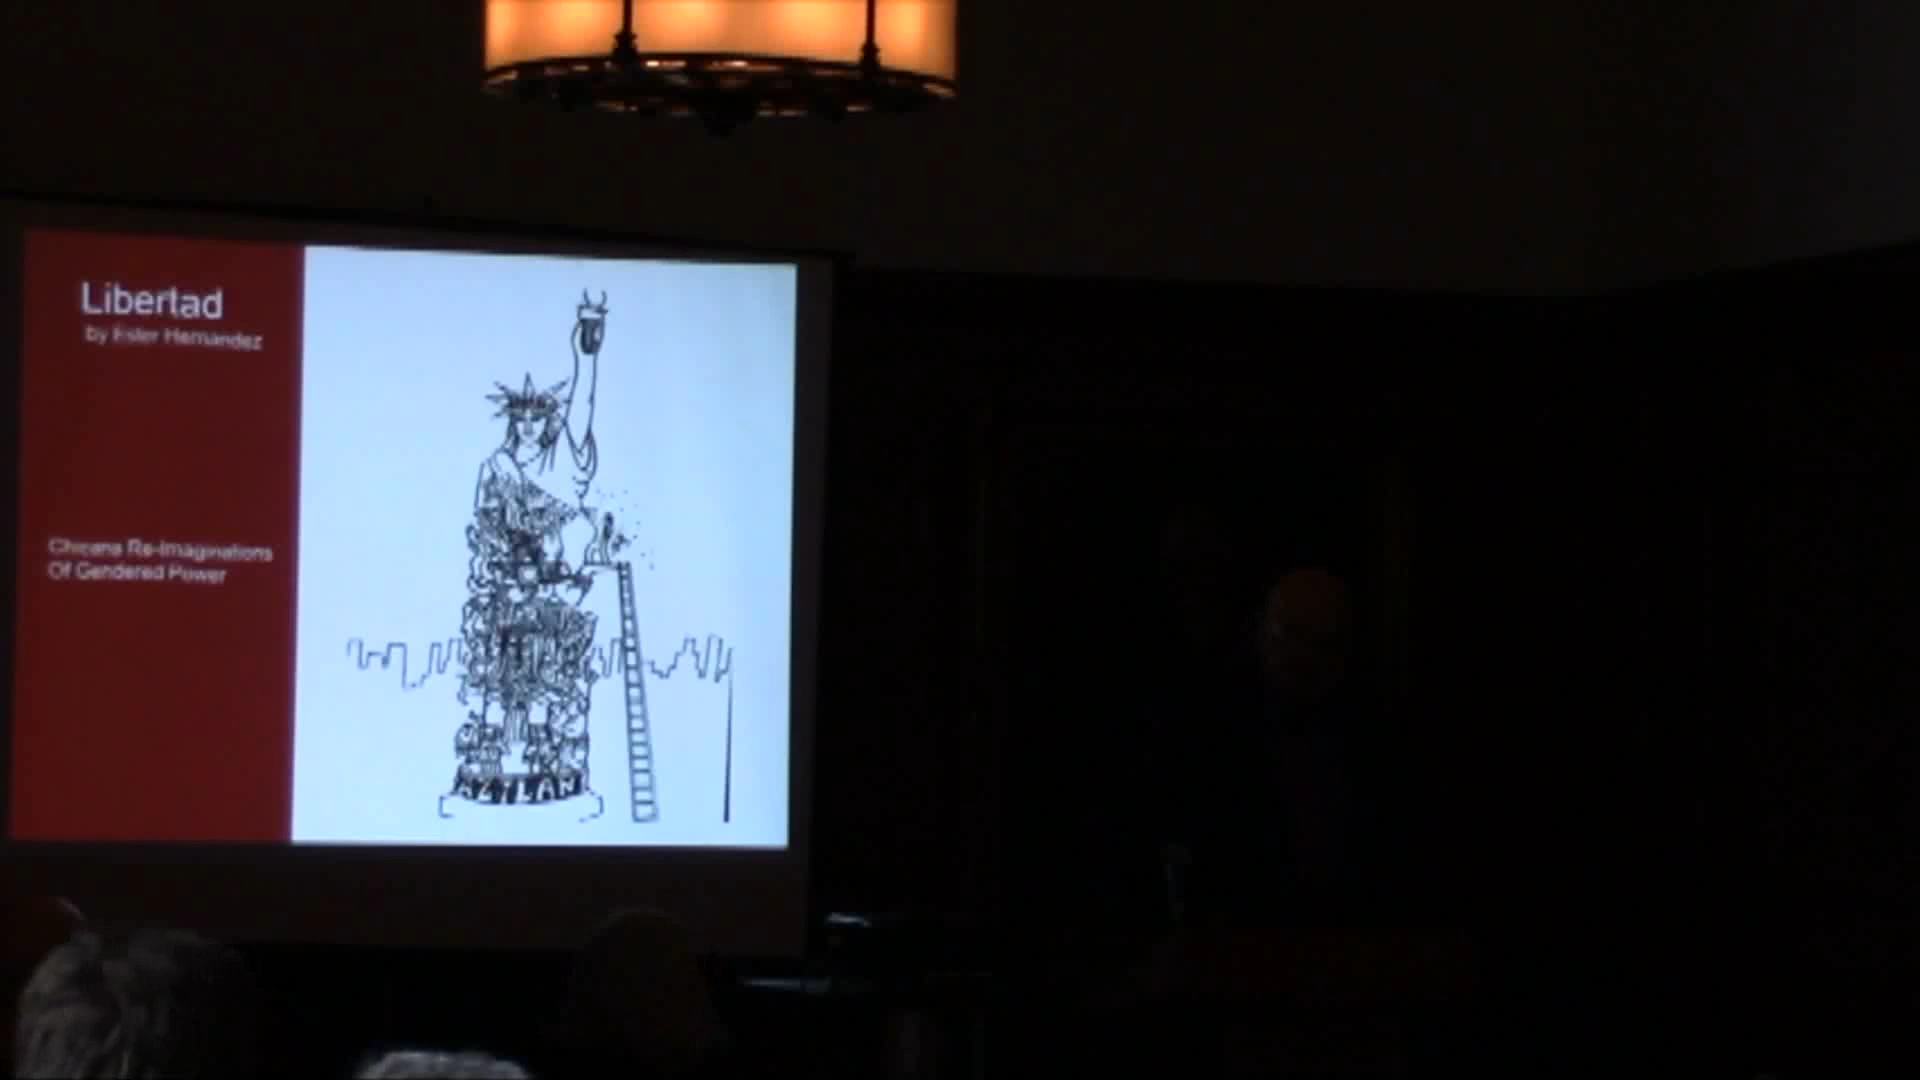 Libertad
by Ester Hernandez
Chicana Re-Imaginations
Of Gendered Power
AZTLAN